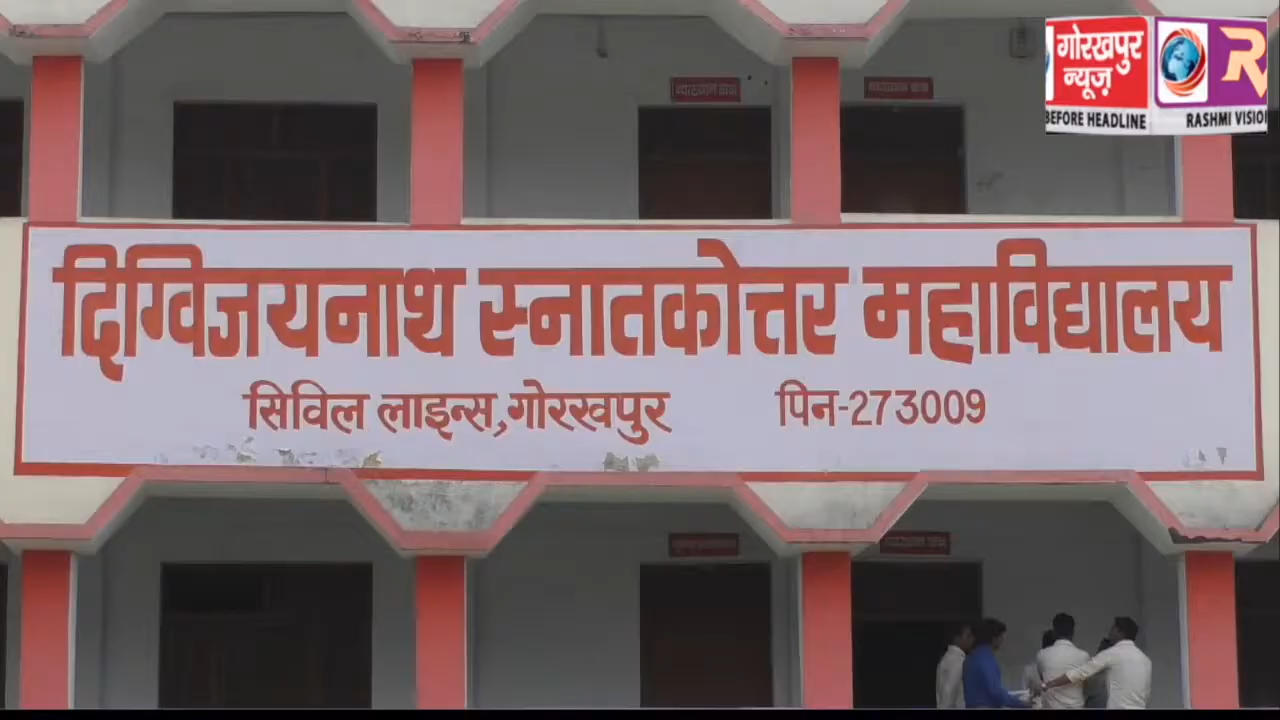 गोरखपुर
न्यूज़
R
BEFORE HEADLINE RASHMI VISION
दिग्विजयनाथ स्नातकोत्तर महाविद्यालय
सिविल लाइन्स,गोरखपुर पिन-273009